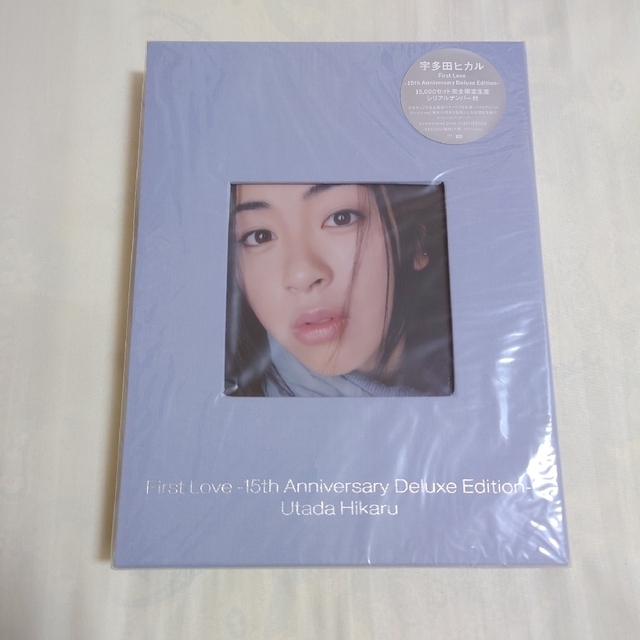 宇多田ヒカル
First Love
-15th Anniversary Deluxe Edition-
15,000セット完全限定生産
シリアルナンバー付
First Love -15th Anniversary Deluxe Edition-
Utada Hikaru